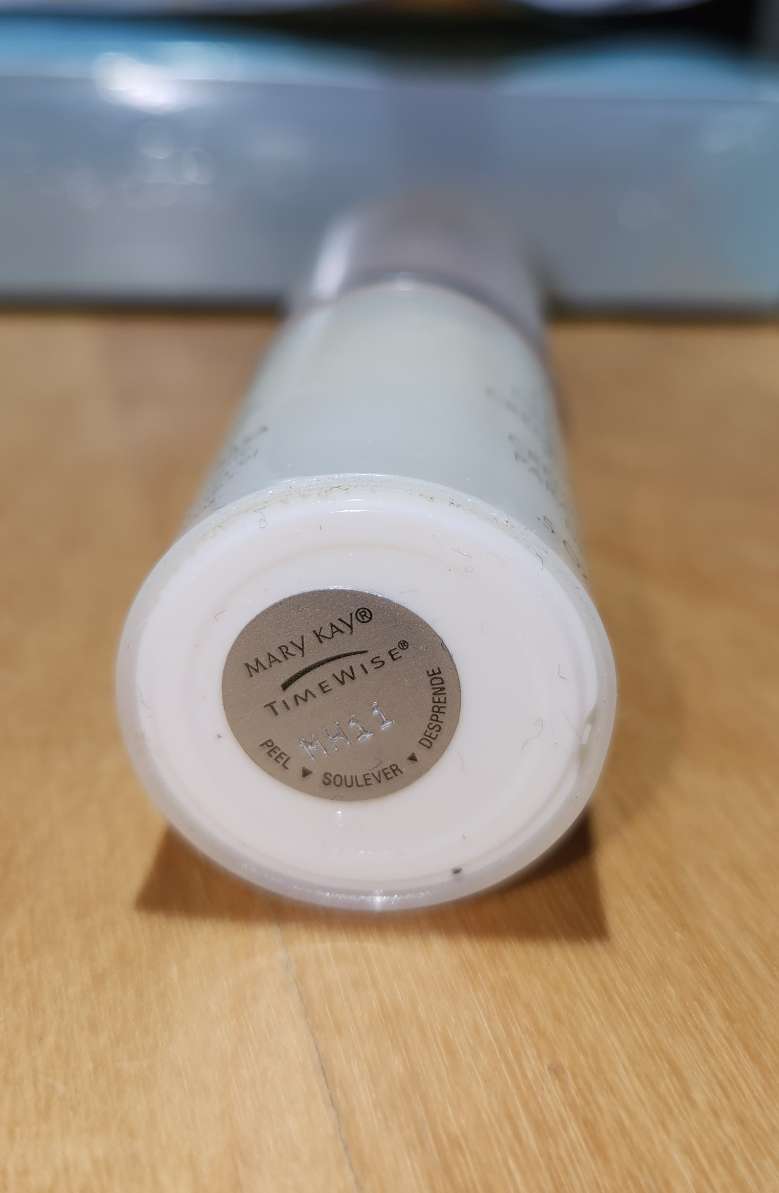 MARY KAY®
TIMEWISE®
MH11
PEEL ▼ SOULEVER ▼ DESPRENDE